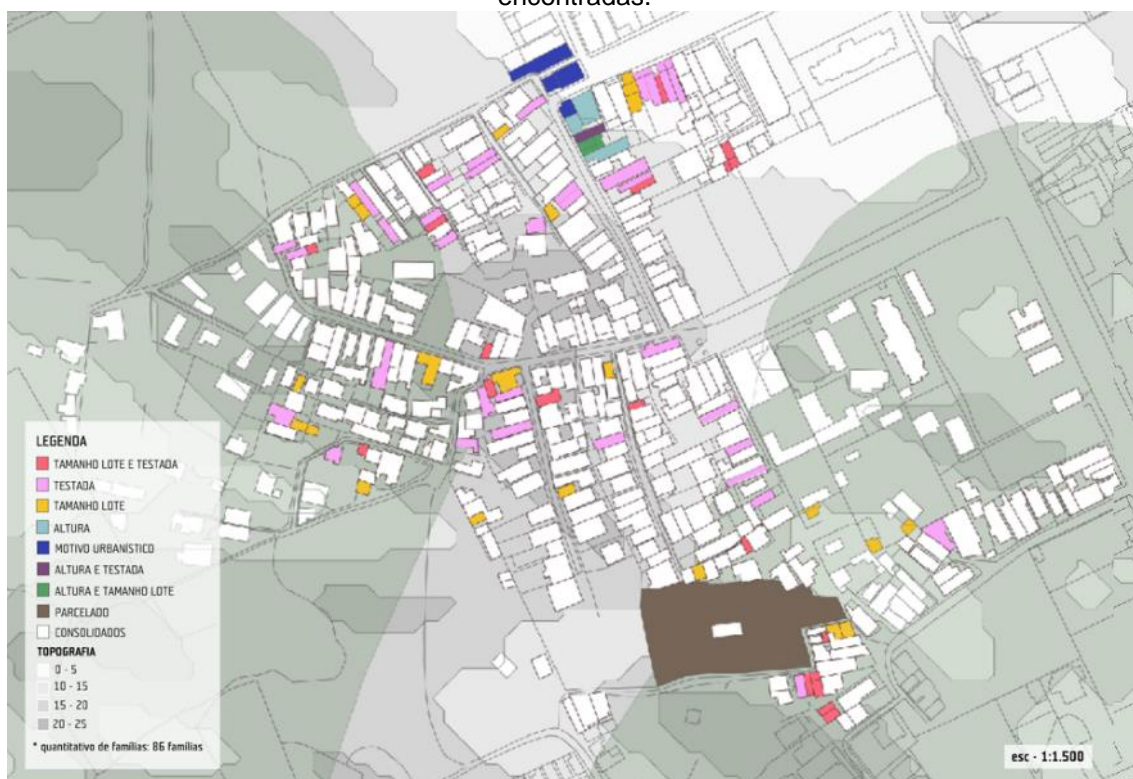 encontradas.
LEGENDA
TAMANHO LOTE E TESTADA
TESTADA
TAMANHO LOTE
ALTURA
MOTIVO URBANÍSTICO
ALTURA E TESTADA
ALTURA E TAMANHO LOTE
PARCELADO
CONSOLIDADOS
TOPOGRAFIA
0 - 5
10 - 15
15 - 20
20 - 25
* quantitativo de famílias: 86 famílias
esc - 1:1.500